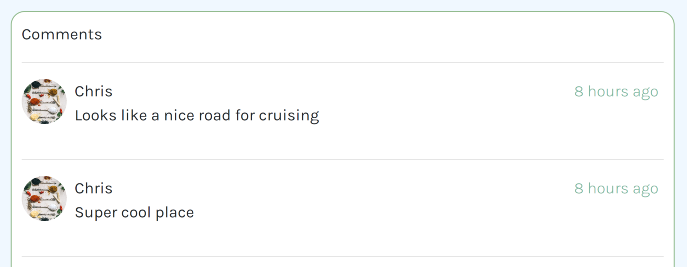 Comments
Chris
8 hours ago
Looks like a nice road for cruising
Chris
8 hours ago
Super cool place